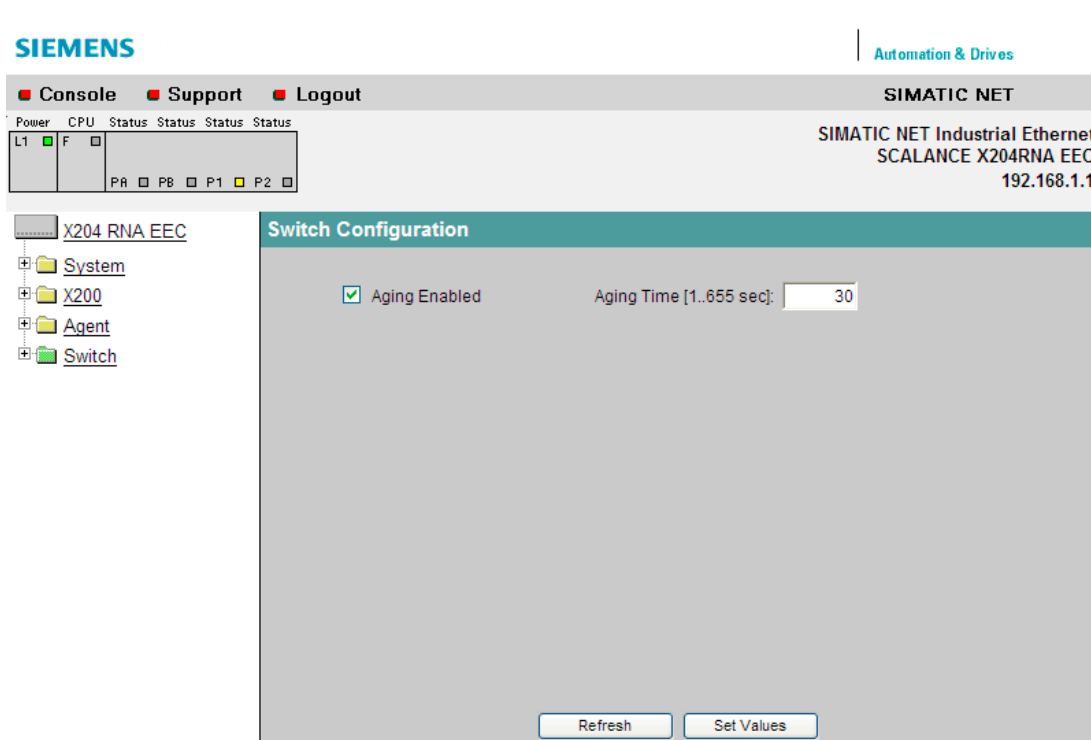 SIEMENS
Automation & Drives
Console Support Logout
SIMATIC NET
Power CPU Status Status Status Status
L1 F
PA PB P1 P2
SIMATIC NET Industrial Ethernet
SCALANCE X204RNA EEC
192.168.1.1
X204 RNA EEC
System
X200
Agent
Switch
Switch Configuration
Aging Enabled Aging Time [1..655 sec]: 30
Refresh Set Values